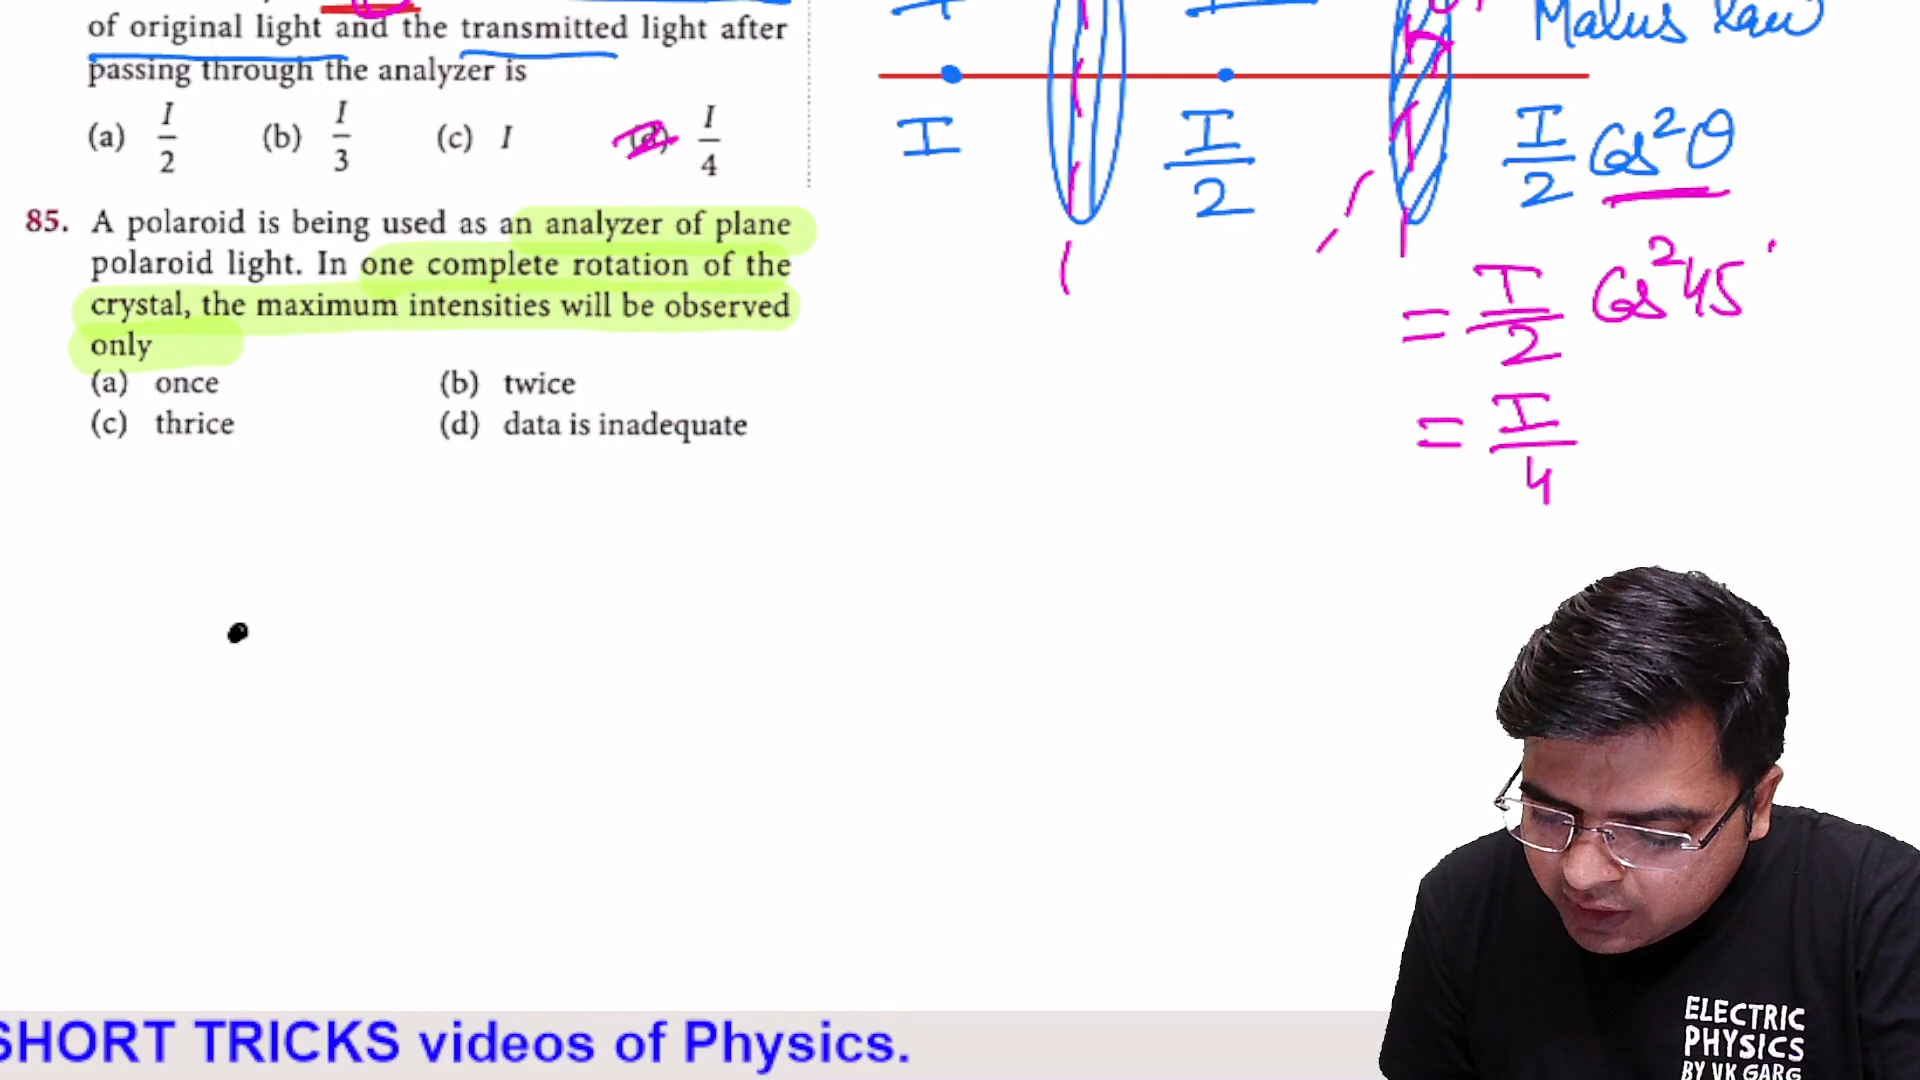 of original light and the transmitted light after
passing through the analyzer is
(a) I/2 (b) I/3 (c) I (d) I/4
85. A polaroid is being used as an analyzer of plane
polaroid light. In one complete rotation of the
crystal, the maximum intensities will be observed
only
(a) once (b) twice
(c) thrice (d) data is inadequate
Malus law
I I/2 I/2 Cos²θ
= I/2 Cos²45°
= I/4
SHORT TRICKS videos of Physics.
ELECTRIC
PHYSICS
BY VK GARG